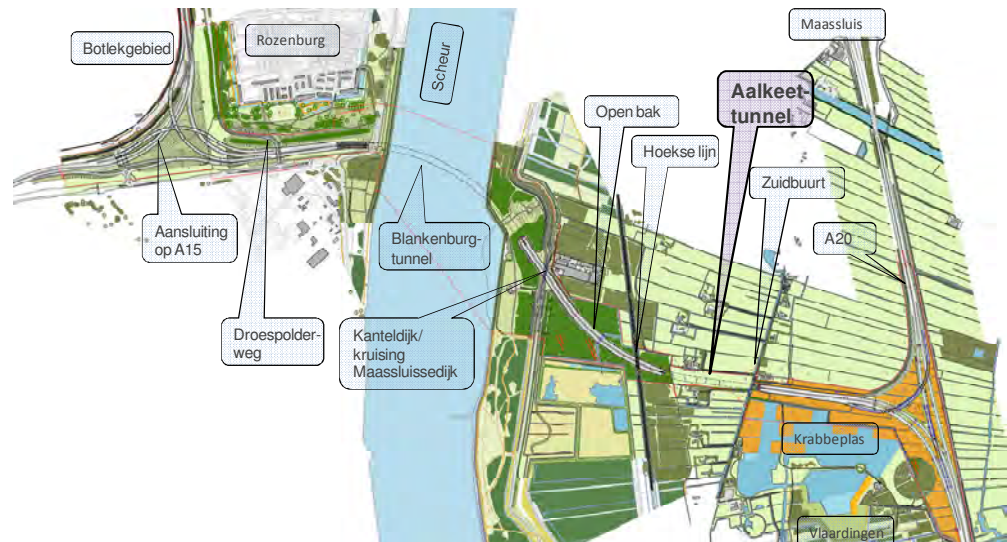 Botlekgebied
Rozenburg
Scheur
Maassluis
Aalkeet-
tunnel
Open bak
Hoekse lijn
Zuidbuurt
A20
Aansluiting
op A15
Blankenburg-
tunnel
Droespolder-
weg
Kanteldijk/
kruising
Maassluissedijk
Krabbeplas
Vlaardingen